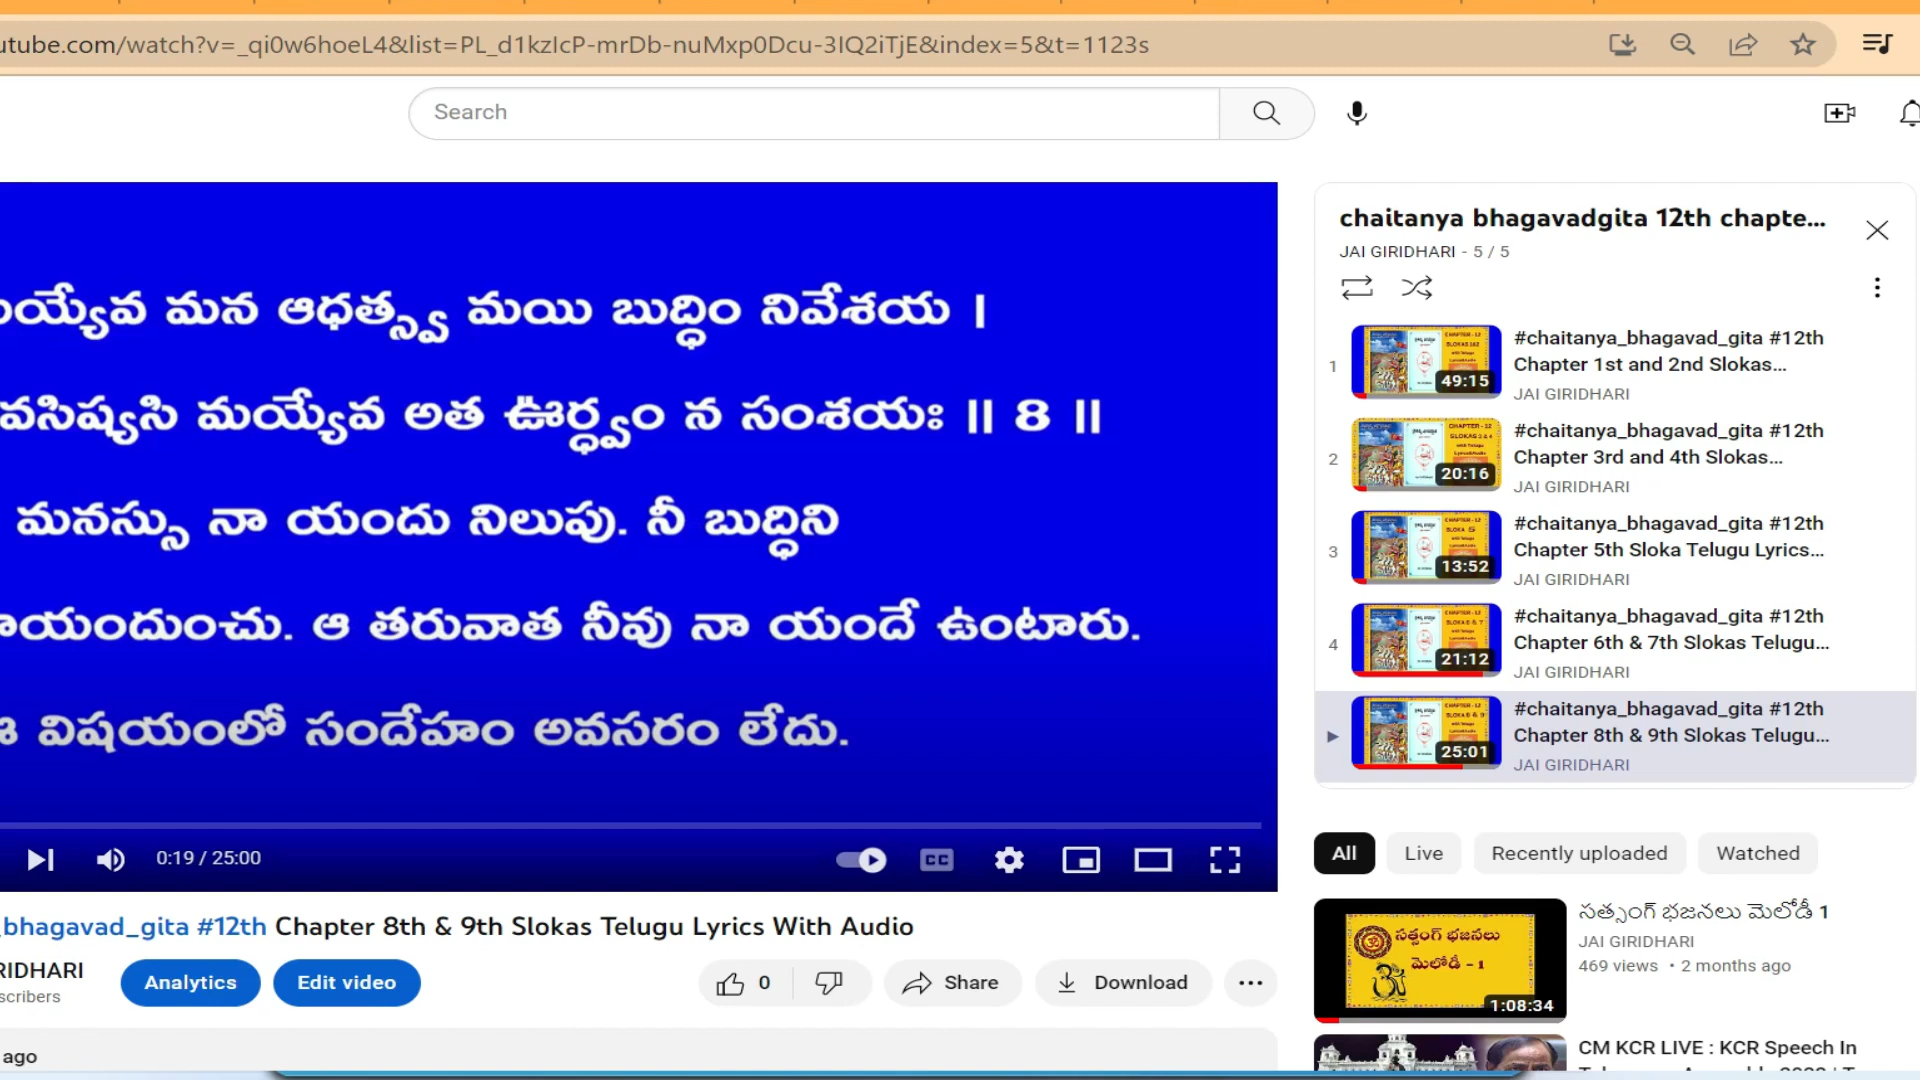 utube.com/watch?v=_qi0w6hoeL4&list=PL_d1kzIcP-mrDb-nuMxp0Dcu-3IQ2iTjE&index=5&t=1123s
Search
మయ్యేవ మన ఆధత్స్వ మయి బుద్ధిం నివేశయ ।
వసిష్యసి మయ్యేవ అత ఊర్ధ్వం న సంశయః ॥ 8 ॥
మనస్సు నా యందు నిలుపు. నీ బుద్ధిని
యందుంచు. ఆ తరువాత నీవు నా యందే ఉంటారు.
విషయంలో సందేహం అవసరం లేదు.
0:19 / 25:00
CC
_bhagavad_gita #12th Chapter 8th & 9th Slokas Telugu Lyrics With Audio
RIDHARI
scribers
Analytics
Edit video
0
Share
Download
ago
chaitanya bhagavadgita 12th chapte...
JAI GIRIDHARI - 5 / 5
1
49:15
#chaitanya_bhagavad_gita #12th
Chapter 1st and 2nd Slokas...
JAI GIRIDHARI
2
20:16
#chaitanya_bhagavad_gita #12th
Chapter 3rd and 4th Slokas...
JAI GIRIDHARI
3
13:52
#chaitanya_bhagavad_gita #12th
Chapter 5th Sloka Telugu Lyrics...
JAI GIRIDHARI
4
21:12
#chaitanya_bhagavad_gita #12th
Chapter 6th & 7th Slokas Telugu...
JAI GIRIDHARI
25:01
#chaitanya_bhagavad_gita #12th
Chapter 8th & 9th Slokas Telugu...
JAI GIRIDHARI
All
Live
Recently uploaded
Watched
సత్సంగ్ భజనలు
మెలోడీ - 1
1:08:34
సత్సంగ్ భజనలు మెలోడీ 1
JAI GIRIDHARI
469 views • 2 months ago
CM KCR LIVE : KCR Speech In